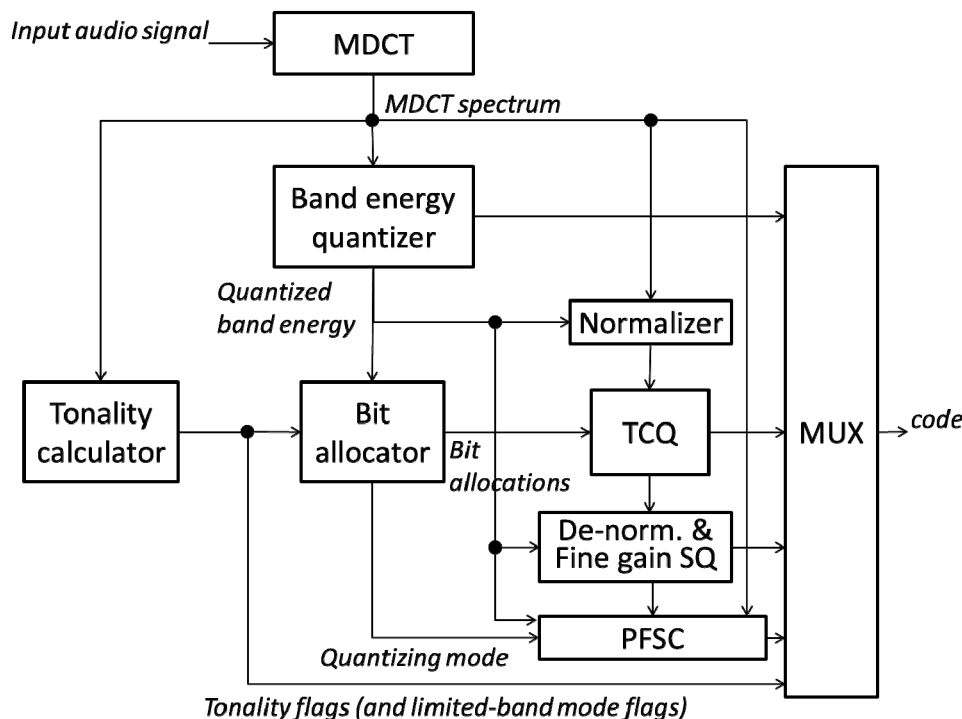 Input audio signal
MDCT
MDCT spectrum
Band energy
quantizer
Quantized
band energy
Normalizer
Tonality
calculator
Bit
allocator
Bit
allocations
TCQ
MUX
code
De-norm. &
Fine gain SQ
PFSC
Quantizing mode
Tonality flags (and limited-band mode flags)